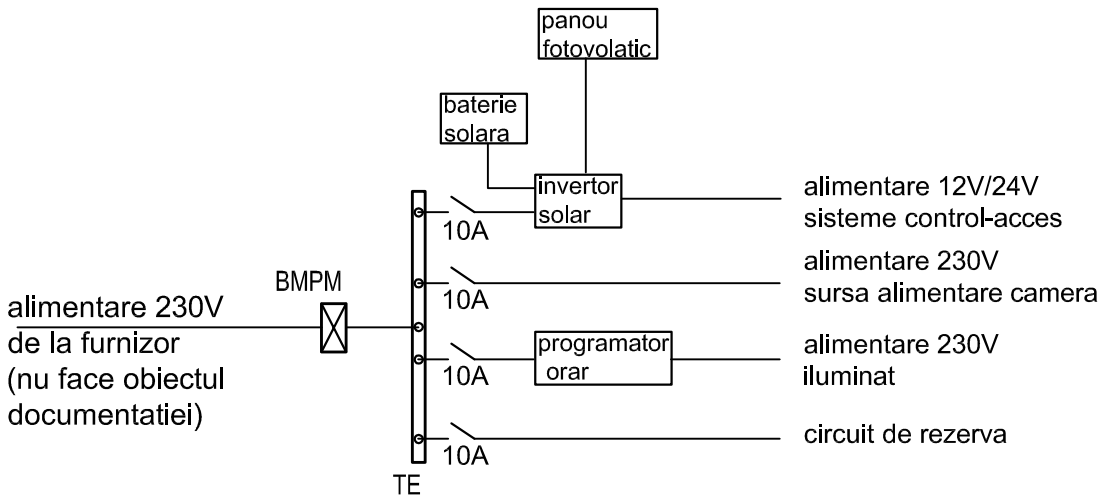 panou
fotovolatic
baterie
solara
invertor
solar
alimentare 12V/24V
sisteme control-acces
10A
alimentare 230V
sursa alimentare camera
10A
BMPM
alimentare 230V
de la furnizor
(nu face obiectul
documentatiei)
programator
orar
alimentare 230V
iluminat
10A
circuit de rezerva
10A
TE